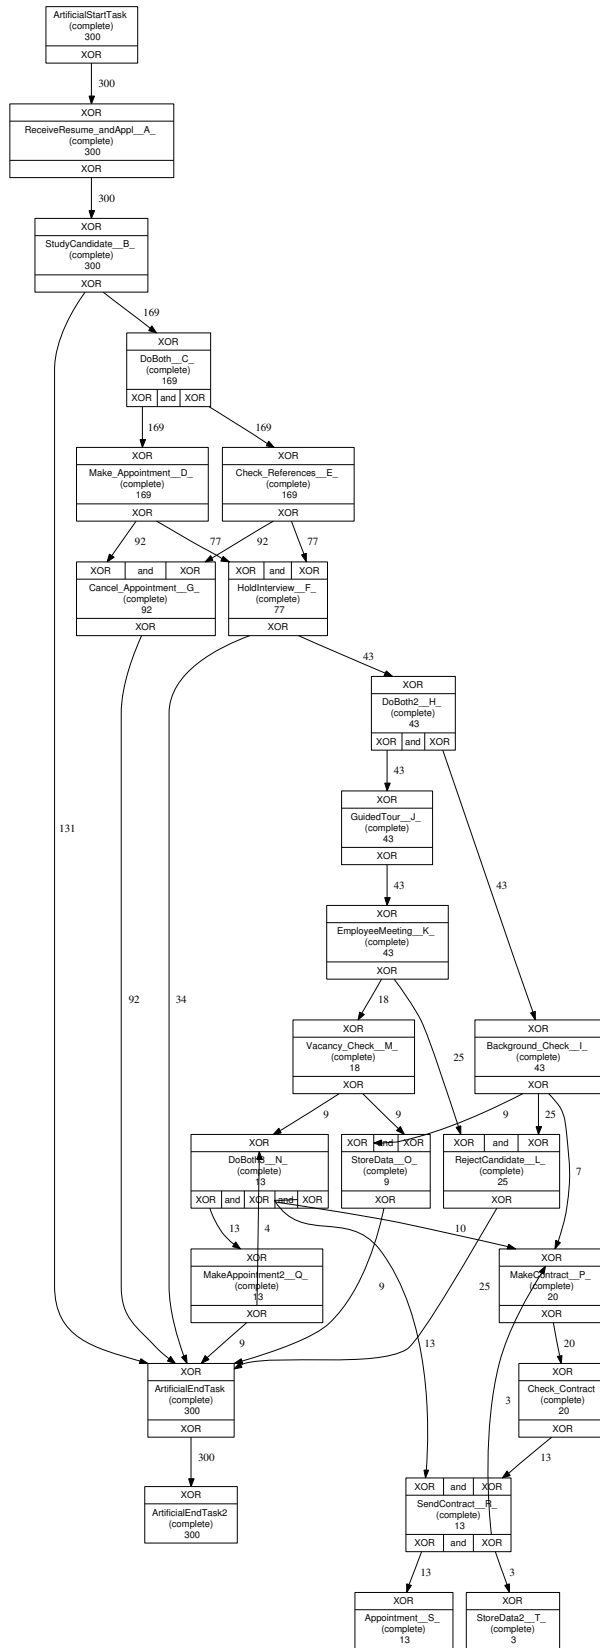 ArtificialStartTask
(complete)
300
XOR
300
XOR
ReceiveResume_andAppl__A_
(complete)
300
XOR
300
XOR
StudyCandidate__B_
(complete)
300
XOR
169
XOR
DoBoth__C_
(complete)
169
XOR and XOR
169
169
XOR
Make_Appointment__D_
(complete)
169
XOR
XOR
Check_References__E_
(complete)
169
XOR
92
77
92
77
XOR and XOR
Cancel_Appointment__G_
(complete)
92
XOR
XOR and XOR
HoldInterview__F_
(complete)
77
XOR
43
XOR
DoBoth2__H_
(complete)
43
XOR and XOR
43
XOR
GuidedTour__J_
(complete)
43
XOR
131
43
43
XOR
EmployeeMeeting__K_
(complete)
43
XOR
92
34
18
25
XOR
Vacancy_Check__M_
(complete)
18
XOR
XOR
Background_Check__I_
(complete)
43
XOR
9
9
9
25
7
XOR
DoBoth3__N_
(complete)
13
XOR and XOR and XOR
XOR and XOR
StoreData__O_
(complete)
9
XOR
XOR and XOR
RejectCandidate__L_
(complete)
25
XOR
13
4
10
XOR
MakeAppointment2__Q_
(complete)
13
XOR
XOR
MakeContract__P_
(complete)
20
XOR
9
9
25
13
20
XOR
ArtificialEndTask
(complete)
300
XOR
XOR
Check_Contract
(complete)
20
XOR
3
300
13
XOR
ArtificialEndTask2
(complete)
300
XOR and XOR
SendContract__R_
(complete)
13
XOR and XOR
13
3
XOR
Appointment__S_
(complete)
13
XOR
StoreData2__T_
(complete)
3